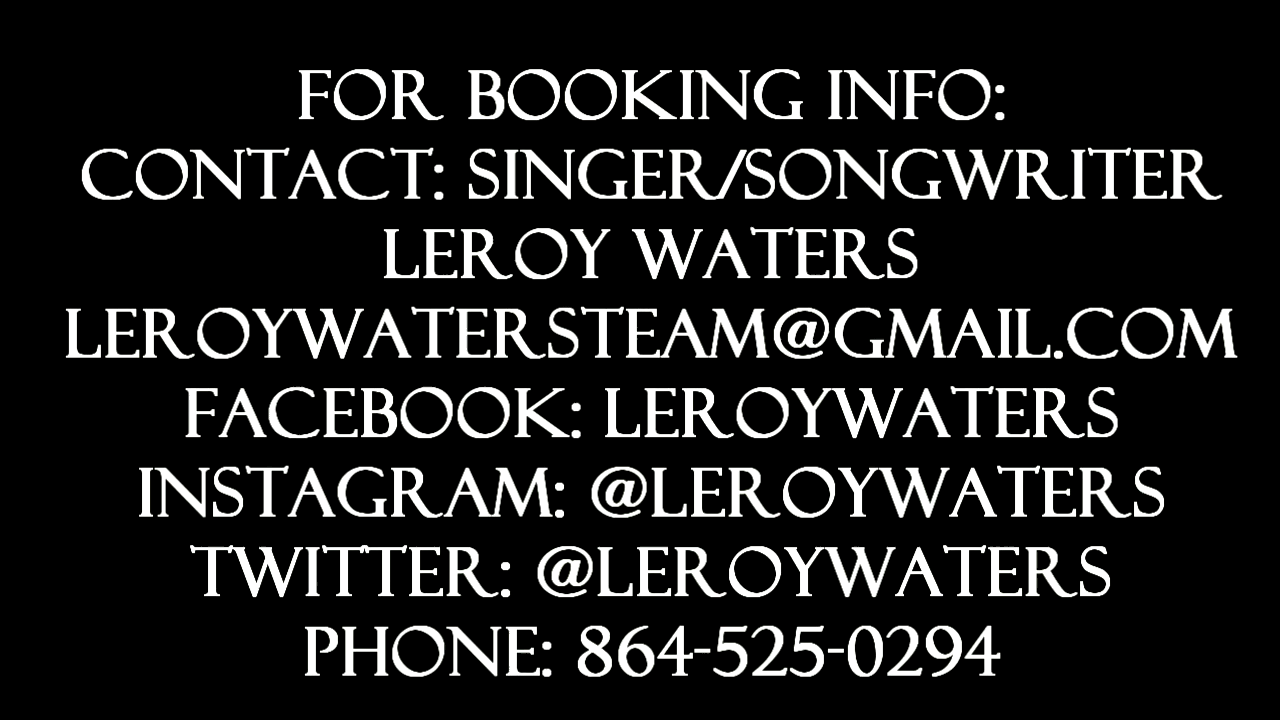 FOR BOOKING INFO:
CONTACT: SINGER/SONGWRITER
LEROY WATERS
LEROYWATERSTEAM@GMAIL.COM
FACEBOOK: LEROYWATERS
INSTAGRAM: @LEROYWATERS
TWITTER: @LEROYWATERS
PHONE: 864-525-0294